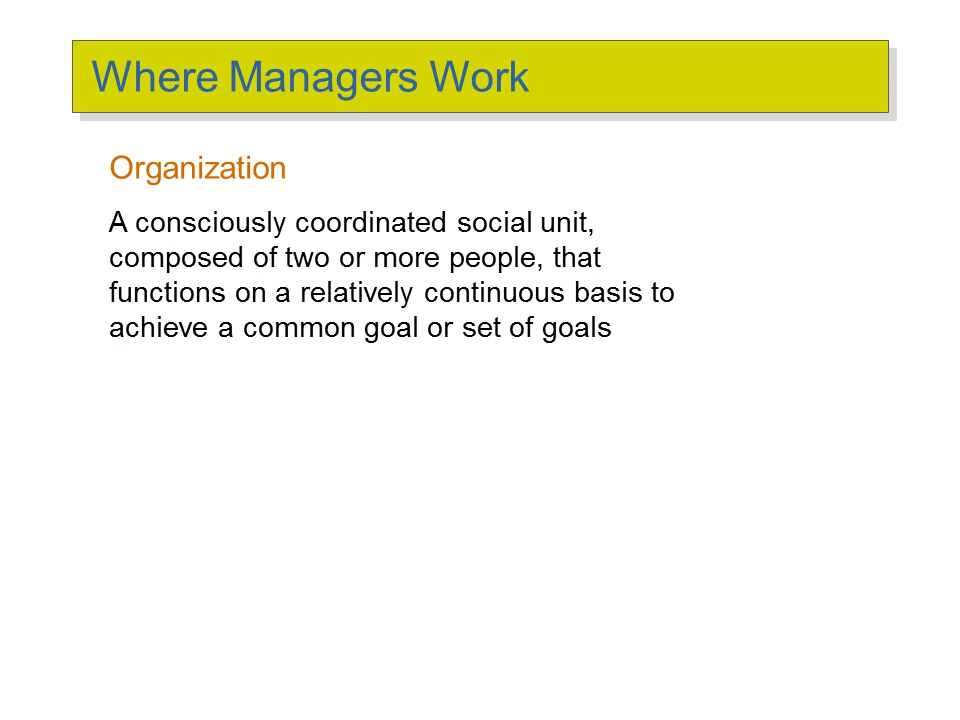 Where Managers Work
Organization
A consciously coordinated social unit,
composed of two or more people, that
functions on a relatively continuous basis to
achieve a common goal or set of goals